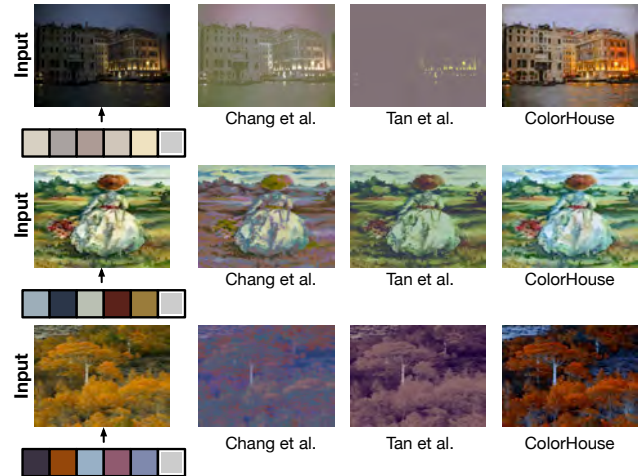 Input
Chang et al.
Tan et al.
ColorHouse
Input
Chang et al.
Tan et al.
ColorHouse
Input
Chang et al.
Tan et al.
ColorHouse